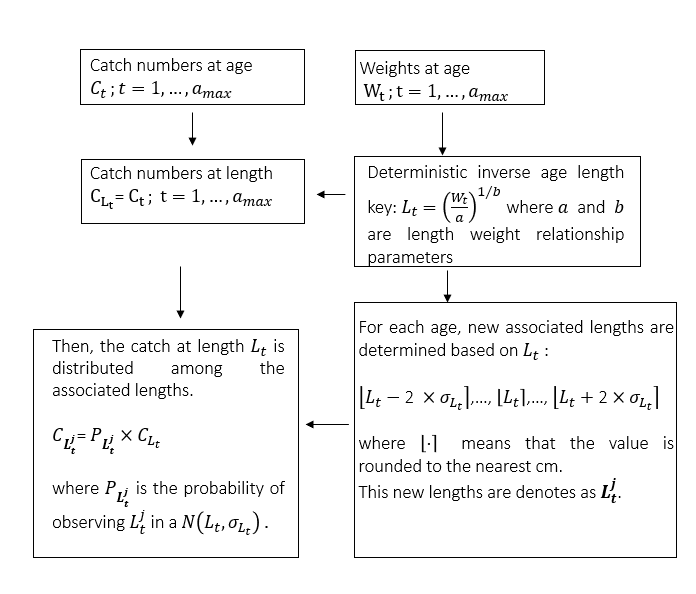 Catch numbers at age
C_t ; t = 1, ..., a_max
Weights at age
W_t ; t = 1, ..., a_max
Catch numbers at length
C_{L_t} = C_t ; t = 1, ..., a_max
Deterministic inverse age length
key: L_t = (W_t/a)^{1/b} where a and b
are length weight relationship
parameters
For each age, new associated lengths are
determined based on L_t :
⌊L_t − 2 × σ_{L_t}⌉,..., ⌊L_t⌉,..., ⌊L_t + 2 × σ_{L_t}⌉
where ⌊·⌉ means that the value is
rounded to the nearest cm.
This new lengths are denotes as L_t^j.
Then, the catch at length L_t is
distributed among the
associated lengths.
C_{L_t^j} = P_{L_t^j} × C_{L_t}
where P_{L_t^j} is the probability of
observing L_t^j in a N(L_t, σ_{L_t}) .